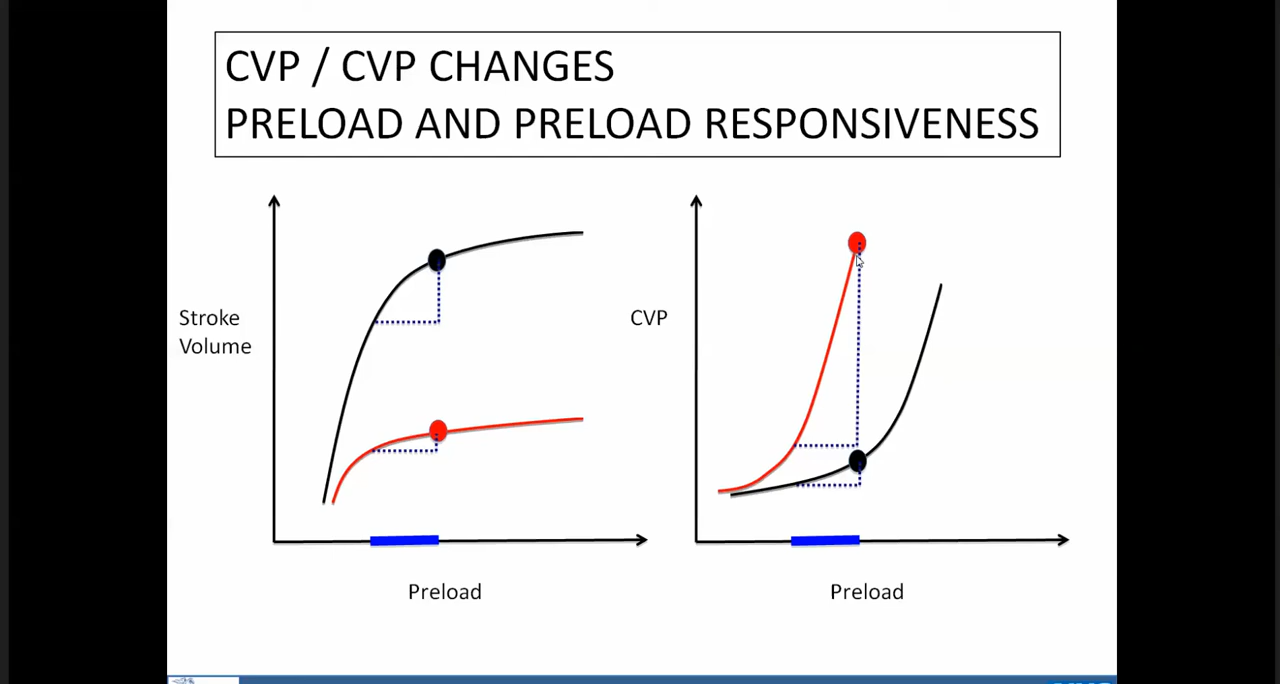 CVP / CVP CHANGES
PRELOAD AND PRELOAD RESPONSIVENESS
Stroke
Volume
CVP
Preload
Preload